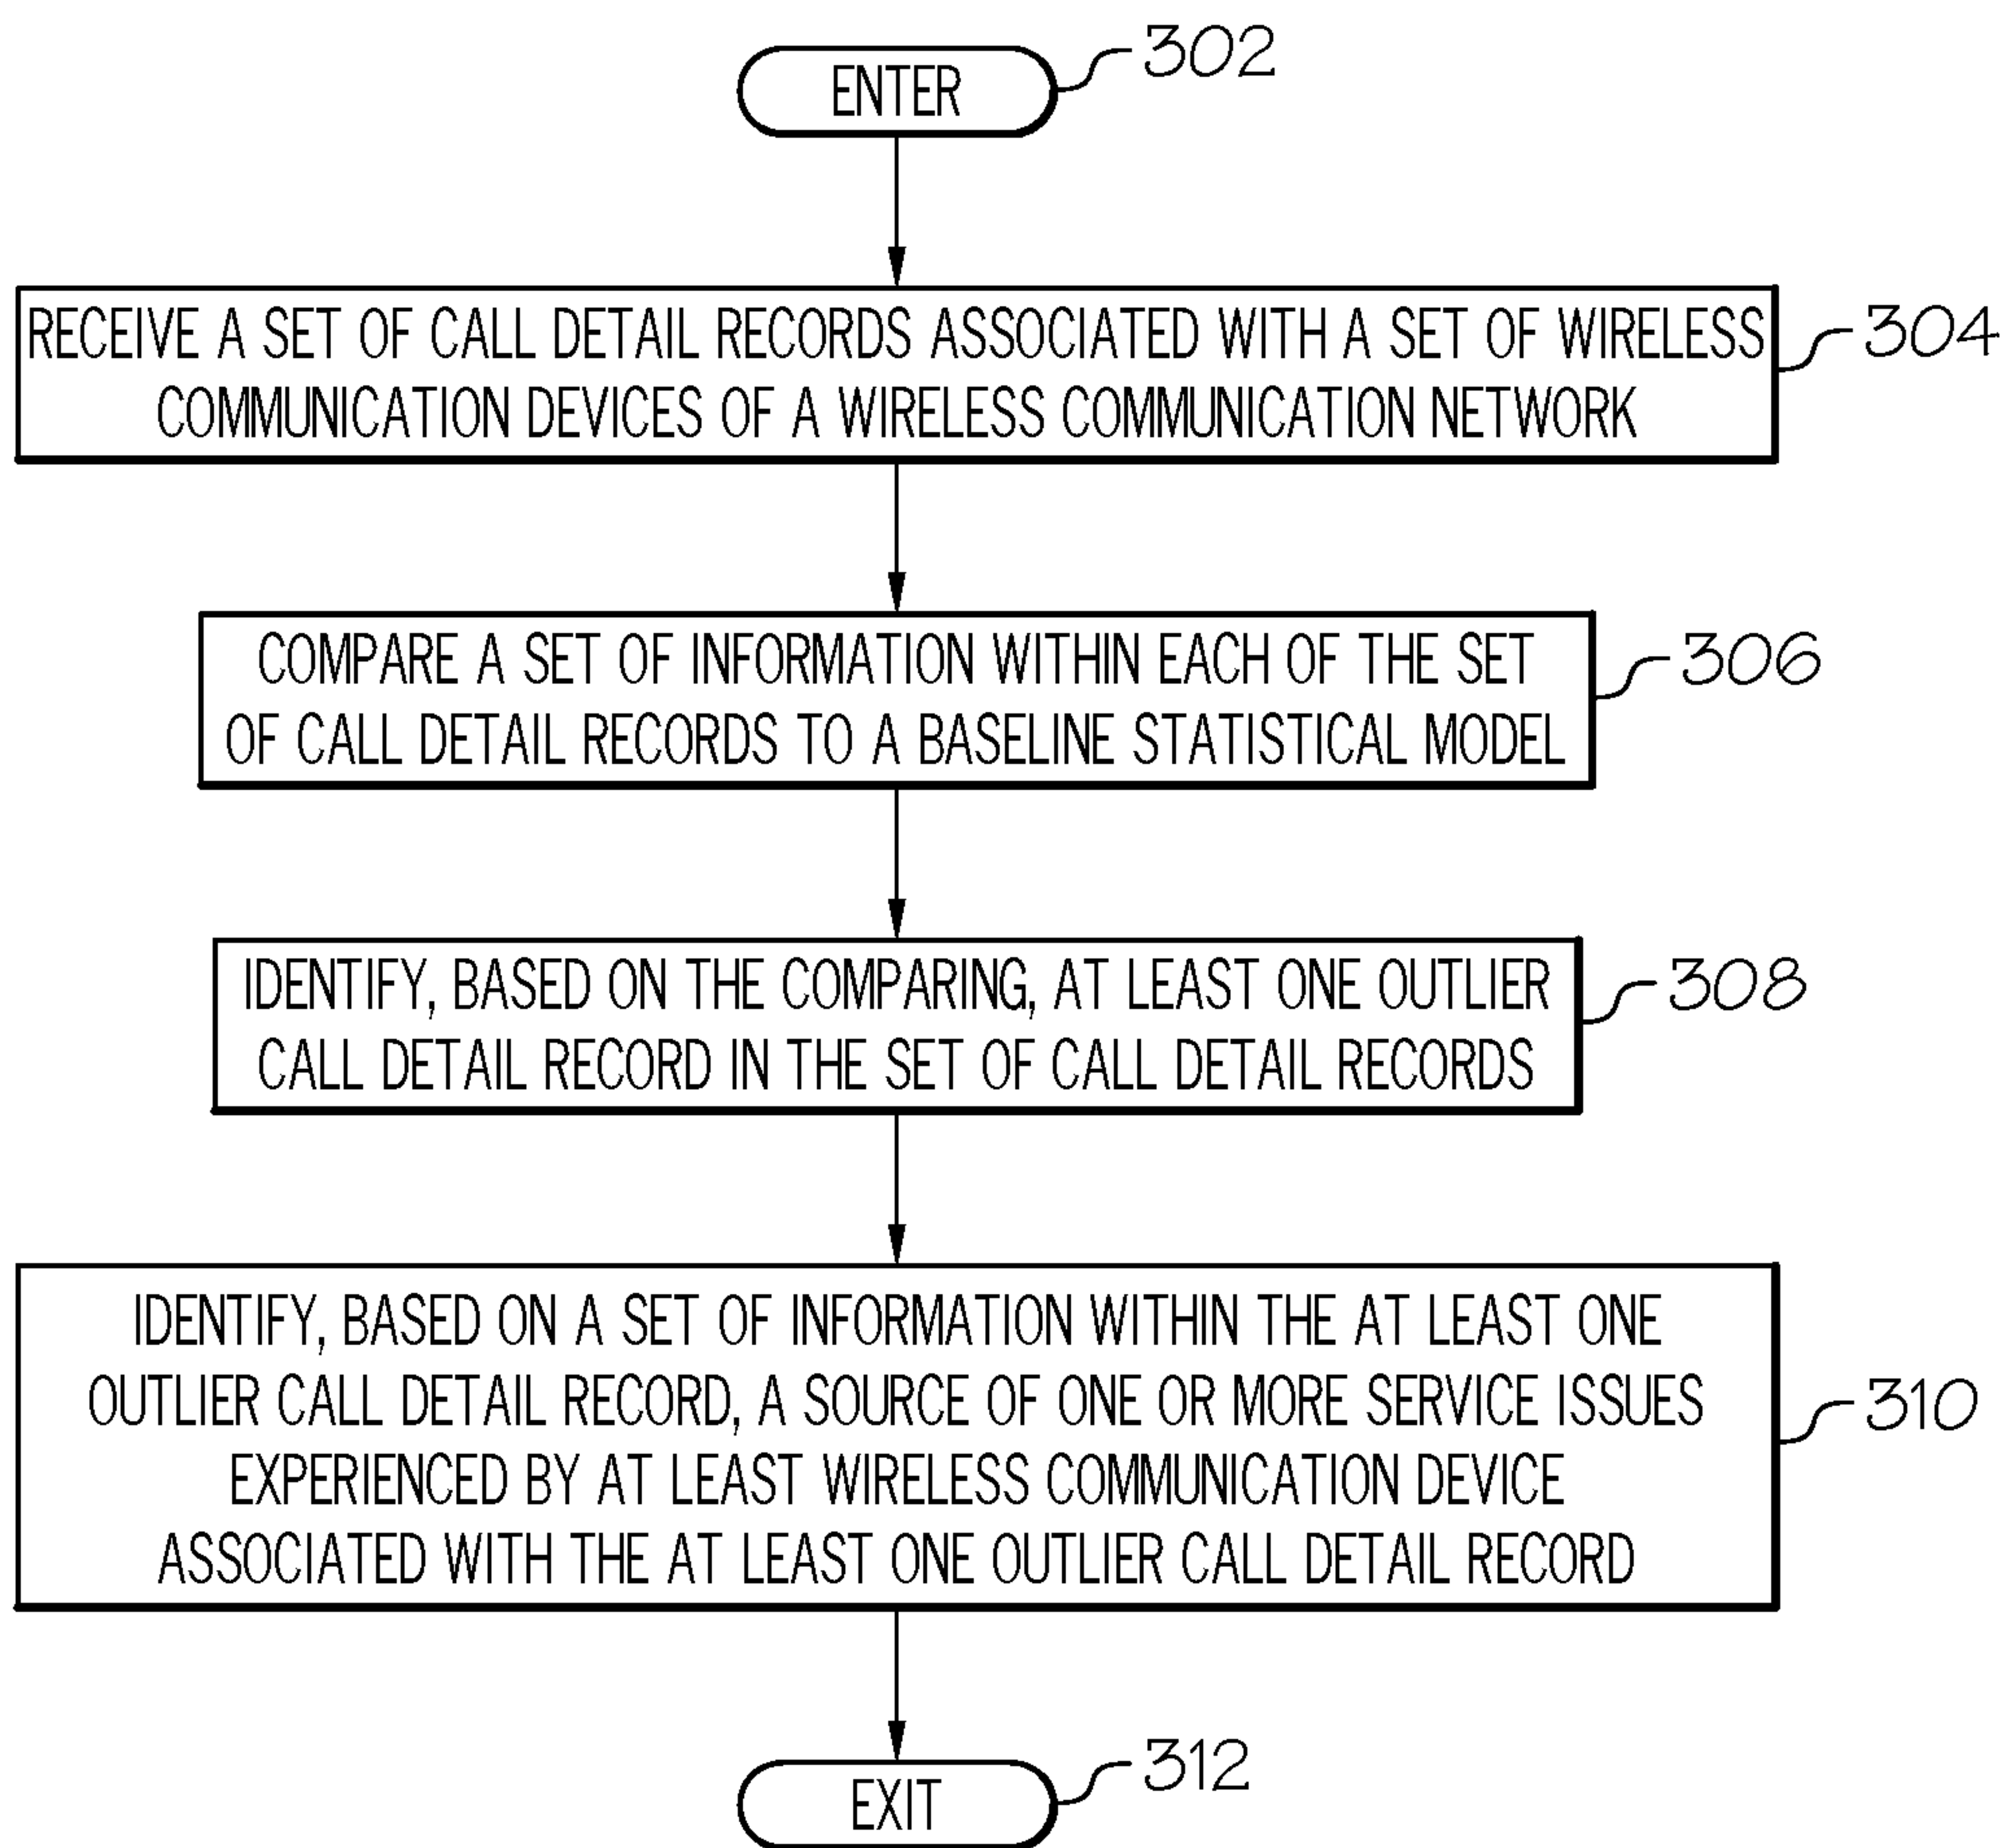 ENTER
302
RECEIVE A SET OF CALL DETAIL RECORDS ASSOCIATED WITH A SET OF WIRELESS
COMMUNICATION DEVICES OF A WIRELESS COMMUNICATION NETWORK
304
COMPARE A SET OF INFORMATION WITHIN EACH OF THE SET
OF CALL DETAIL RECORDS TO A BASELINE STATISTICAL MODEL
306
IDENTIFY, BASED ON THE COMPARING, AT LEAST ONE OUTLIER
CALL DETAIL RECORD IN THE SET OF CALL DETAIL RECORDS
308
IDENTIFY, BASED ON A SET OF INFORMATION WITHIN THE AT LEAST ONE
OUTLIER CALL DETAIL RECORD, A SOURCE OF ONE OR MORE SERVICE ISSUES
EXPERIENCED BY AT LEAST WIRELESS COMMUNICATION DEVICE
ASSOCIATED WITH THE AT LEAST ONE OUTLIER CALL DETAIL RECORD
310
EXIT
312